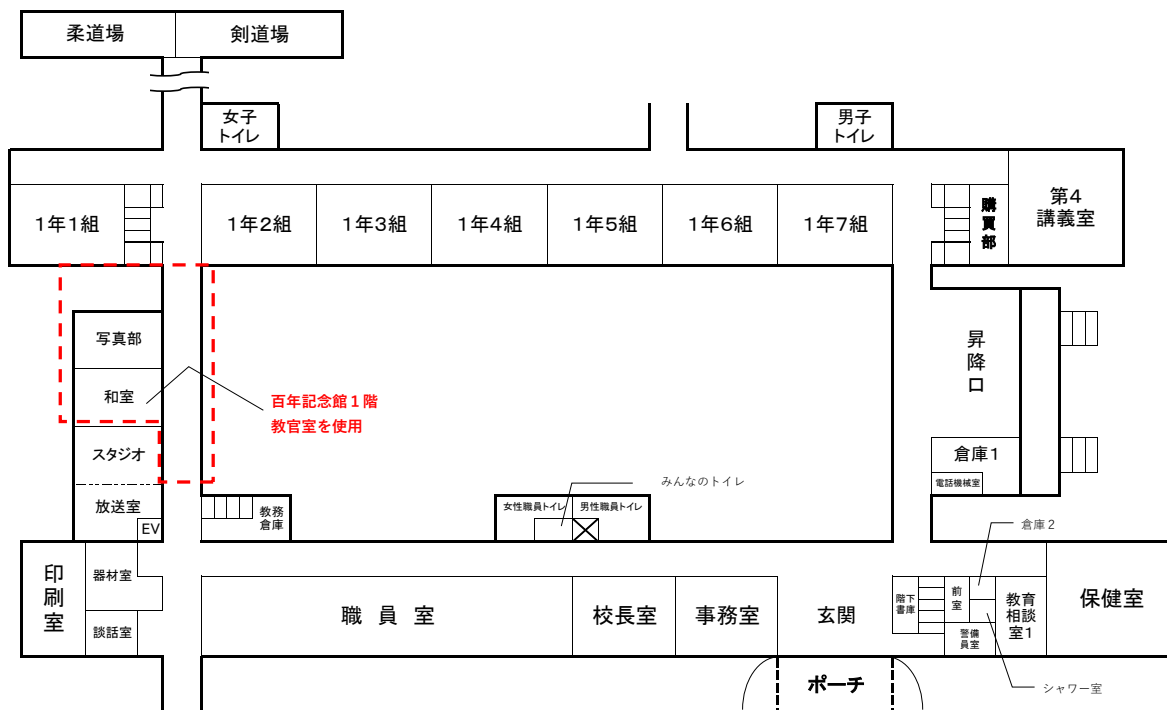 柔道場
剣道場
女子
トイレ
男子
トイレ
1年1組
1年2組
1年3組
1年4組
1年5組
1年6組
1年7組
購買部
第4
講義室
写真部
和室
百年記念館1階
教官室を使用
昇降口
スタジオ
倉庫1
電話機械室
放送室
EV
教務
倉庫
みんなのトイレ
女性職員トイレ
男性職員トイレ
倉庫2
印刷室
器材室
談話室
職員室
校長室
事務室
玄関
階下
書庫
前室
警備
員室
教育
相談
室1
保健室
シャワー室
ポーチ